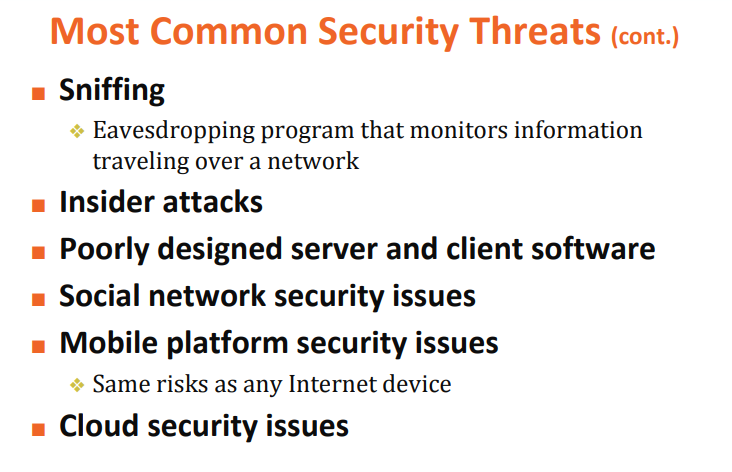 Most Common Security Threats (cont.)
■ Sniffing
❖ Eavesdropping program that monitors information
traveling over a network
■ Insider attacks
■ Poorly designed server and client software
■ Social network security issues
■ Mobile platform security issues
❖ Same risks as any Internet device
■ Cloud security issues